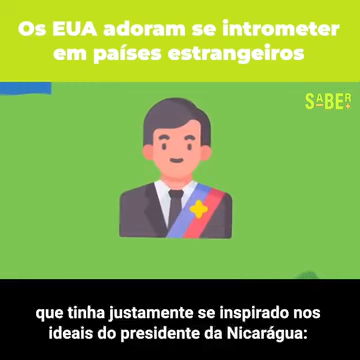 Os EUA adoram se intrometer
em países estrangeiros
SABER+
que tinha justamente se inspirado nos
ideais do presidente da Nicarágua: